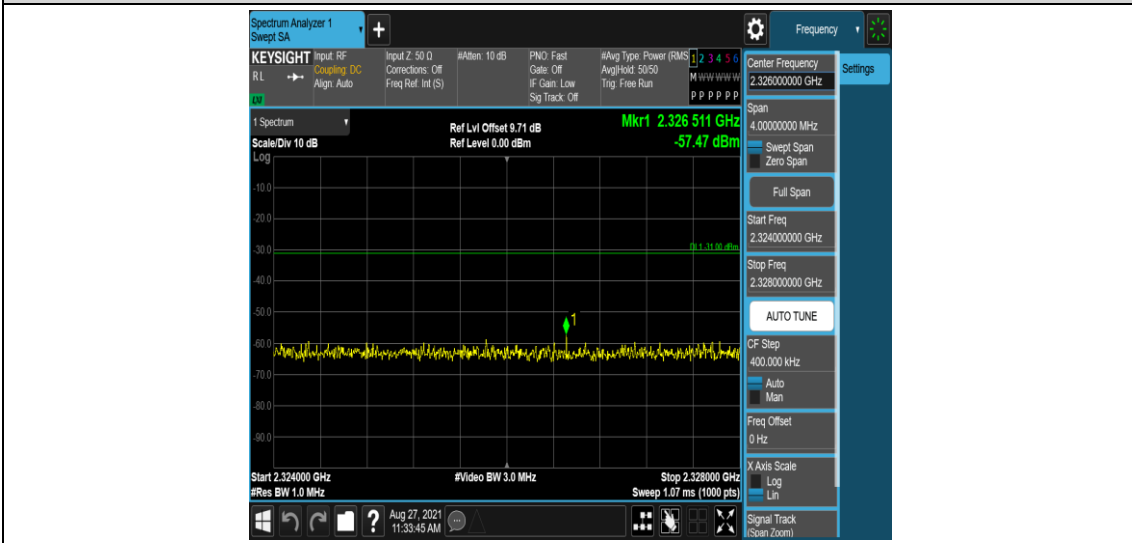 Spectrum Analyzer 1
Swept SA
+
Frequency
KEYSIGHT
RL
LNI
Input: RF
Coupling: DC
Align: Auto
Input Z: 50 Ω
Corrections: Off
Freq Ref: Int (S)
#Atten: 10 dB
PNO: Fast
Gate: Off
IF Gain: Low
Sig Track: Off
#Avg Type: Power (RMS
Avg|Hold: 50/50
Trig: Free Run
1 2 3 4 5 6
M W W W W W
P P P P P P
1 Spectrum
Scale/Div 10 dB
Log
Ref Lvl Offset 9.71 dB
Ref Level 0.00 dBm
Mkr1 2.326 511 GHz
-57.47 dBm
-10.0
-20.0
-30.0
DL1 -31.00 dBm
-40.0
-50.0
1
-60.0
-70.0
-80.0
-90.0
Start 2.324000 GHz
#Video BW 3.0 MHz
Stop 2.328000 GHz
#Res BW 1.0 MHz
Sweep 1.07 ms (1000 pts)
?
Aug 27, 2021
11:33:45 AM
Center Frequency
2.326000000 GHz
Settings
Span
4.00000000 MHz
Swept Span
Zero Span
Full Span
Start Freq
2.324000000 GHz
Stop Freq
2.328000000 GHz
AUTO TUNE
CF Step
400.000 kHz
Auto
Man
Freq Offset
0 Hz
X Axis Scale
Log
Lin
Signal Track
(Span Zoom)